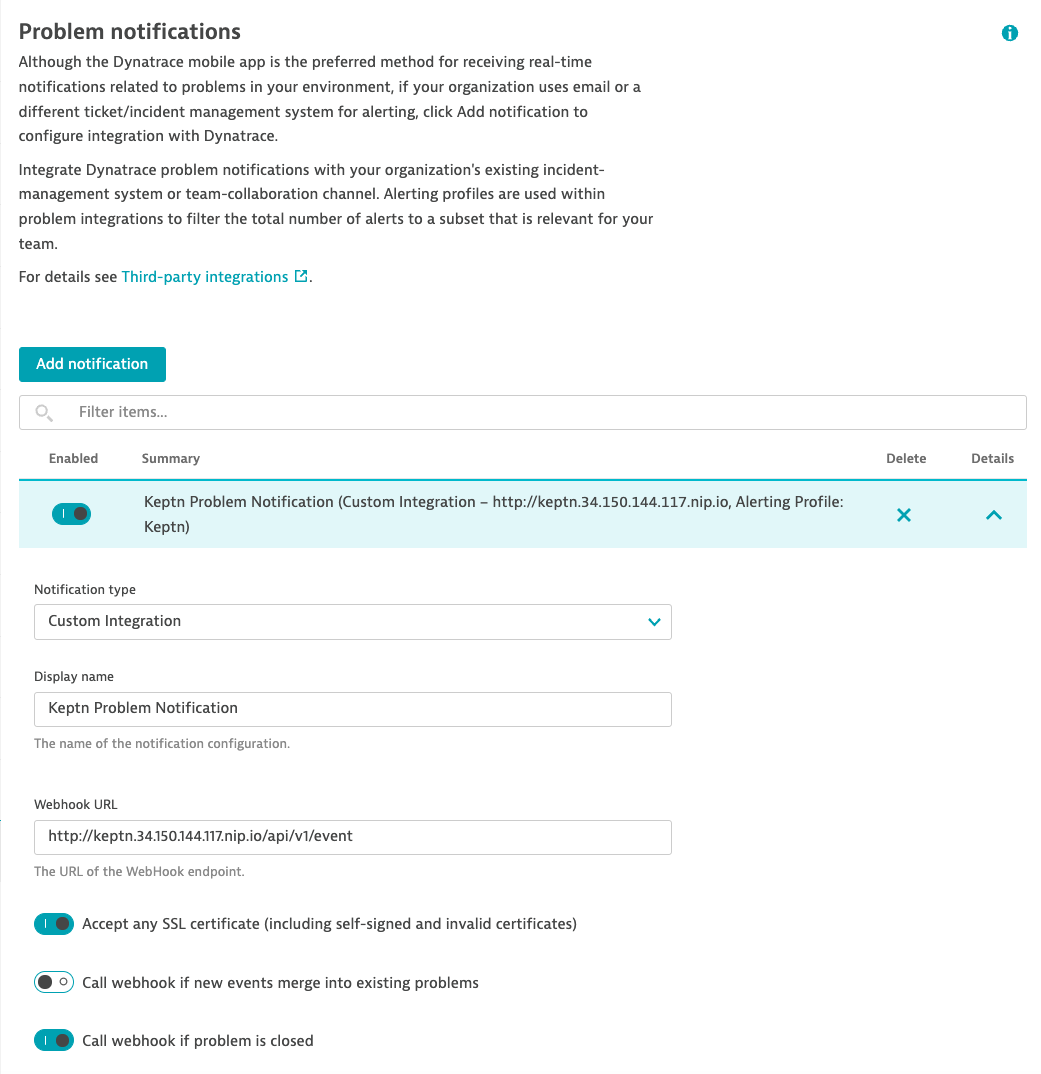 Problem notifications
Although the Dynatrace mobile app is the preferred method for receiving real-time
notifications related to problems in your environment, if your organization uses email or a
different ticket/incident management system for alerting, click Add notification to
configure integration with Dynatrace.
Integrate Dynatrace problem notifications with your organization's existing incident-
management system or team-collaboration channel. Alerting profiles are used within
problem integrations to filter the total number of alerts to a subset that is relevant for your
team.
For details see Third-party integrations.
Add notification
Filter items...
Enabled Summary Delete Details
Keptn Problem Notification (Custom Integration – http://keptn.34.150.144.117.nip.io, Alerting Profile:
Keptn)
Notification type
Custom Integration
Display name
Keptn Problem Notification
The name of the notification configuration.
Webhook URL
http://keptn.34.150.144.117.nip.io/api/v1/event
The URL of the WebHook endpoint.
Accept any SSL certificate (including self-signed and invalid certificates)
Call webhook if new events merge into existing problems
Call webhook if problem is closed